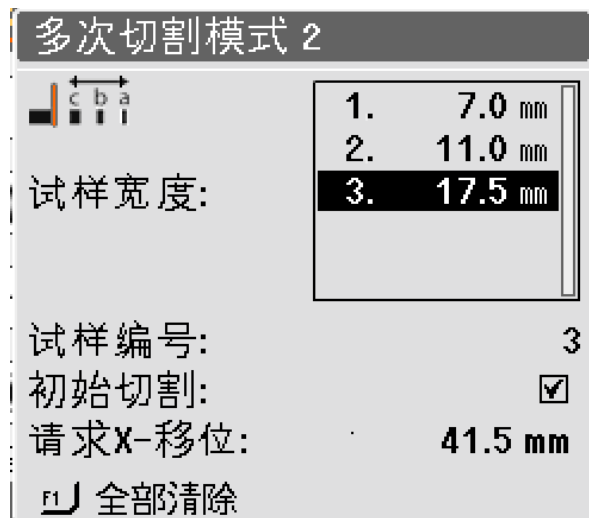 多次切割模式 2
c b a
1. 7.0 mm
2. 11.0 mm
试样宽度:
3. 17.5 mm
试样编号: 3
初始切割: ☑
请求X-移位: 41.5 mm
F1 全部清除